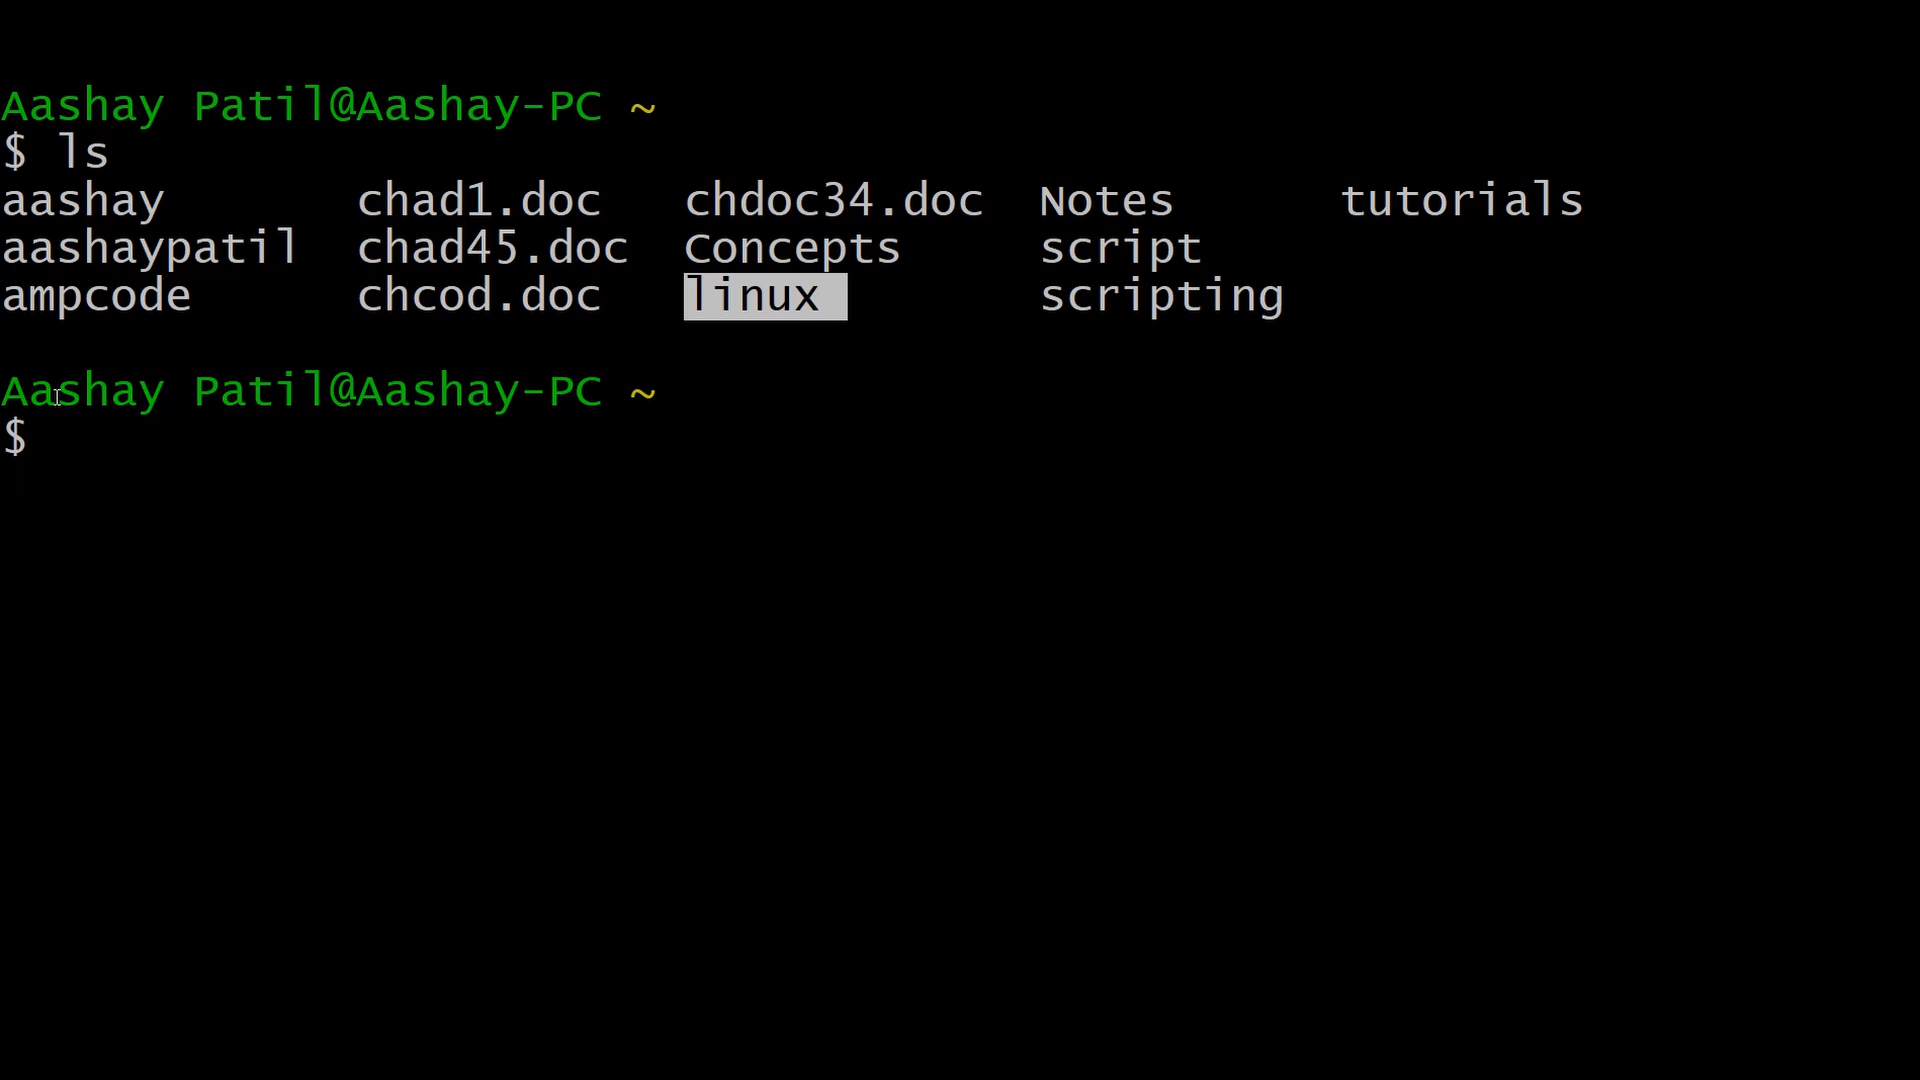 Aashay Patil@Aashay-PC ~
$ ls
aashay chad1.doc chdoc34.doc Notes tutorials
aashaypatil chad45.doc Concepts script
ampcode chcod.doc linux scripting
Aashay Patil@Aashay-PC ~
$